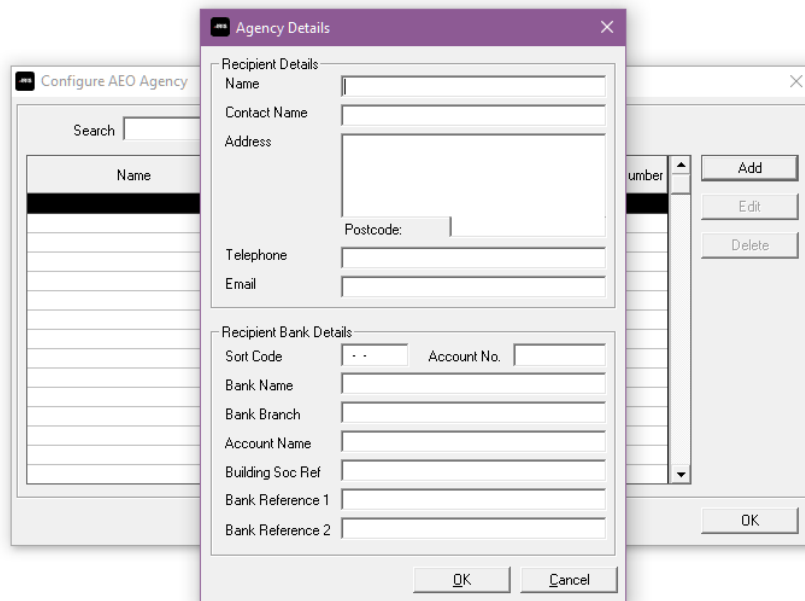 Agency Details
Configure AEO Agency
Search
Name
umber
Add
Edit
Delete
OK
Recipient Details
Name
Contact Name
Address
Postcode:
Telephone
Email
Recipient Bank Details
Sort Code - - Account No.
Bank Name
Bank Branch
Account Name
Building Soc Ref
Bank Reference 1
Bank Reference 2
OK Cancel